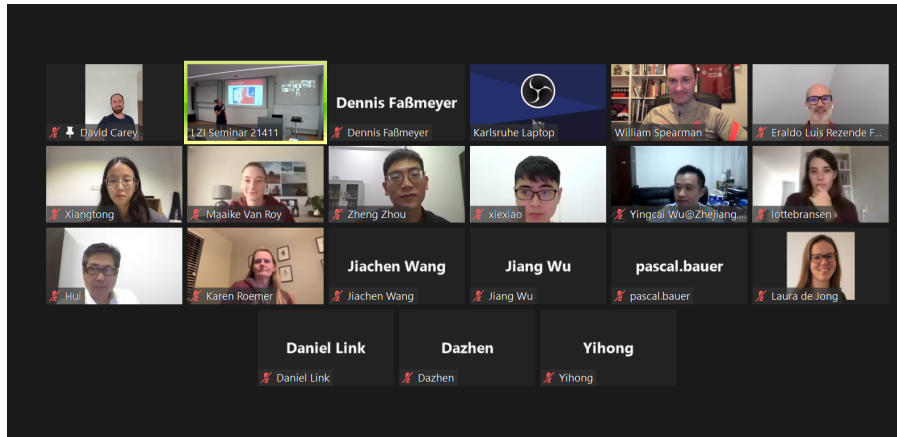 David Carey
LZI Seminar 21411
Dennis Faßmeyer
Dennis Faßmeyer
Karlsruhe Laptop
William Spearman
Eraldo Luis Rezende F...
Xiangtong
Maaike Van Roy
Zheng Zhou
xiexiao
Yingcai Wu@Zhejiang...
lottebransen
Hui
Karen Roemer
Jiachen Wang
Jiachen Wang
Jiang Wu
Jiang Wu
pascal.bauer
pascal.bauer
Laura de Jong
Daniel Link
Daniel Link
Dazhen
Dazhen
Yihong
Yihong